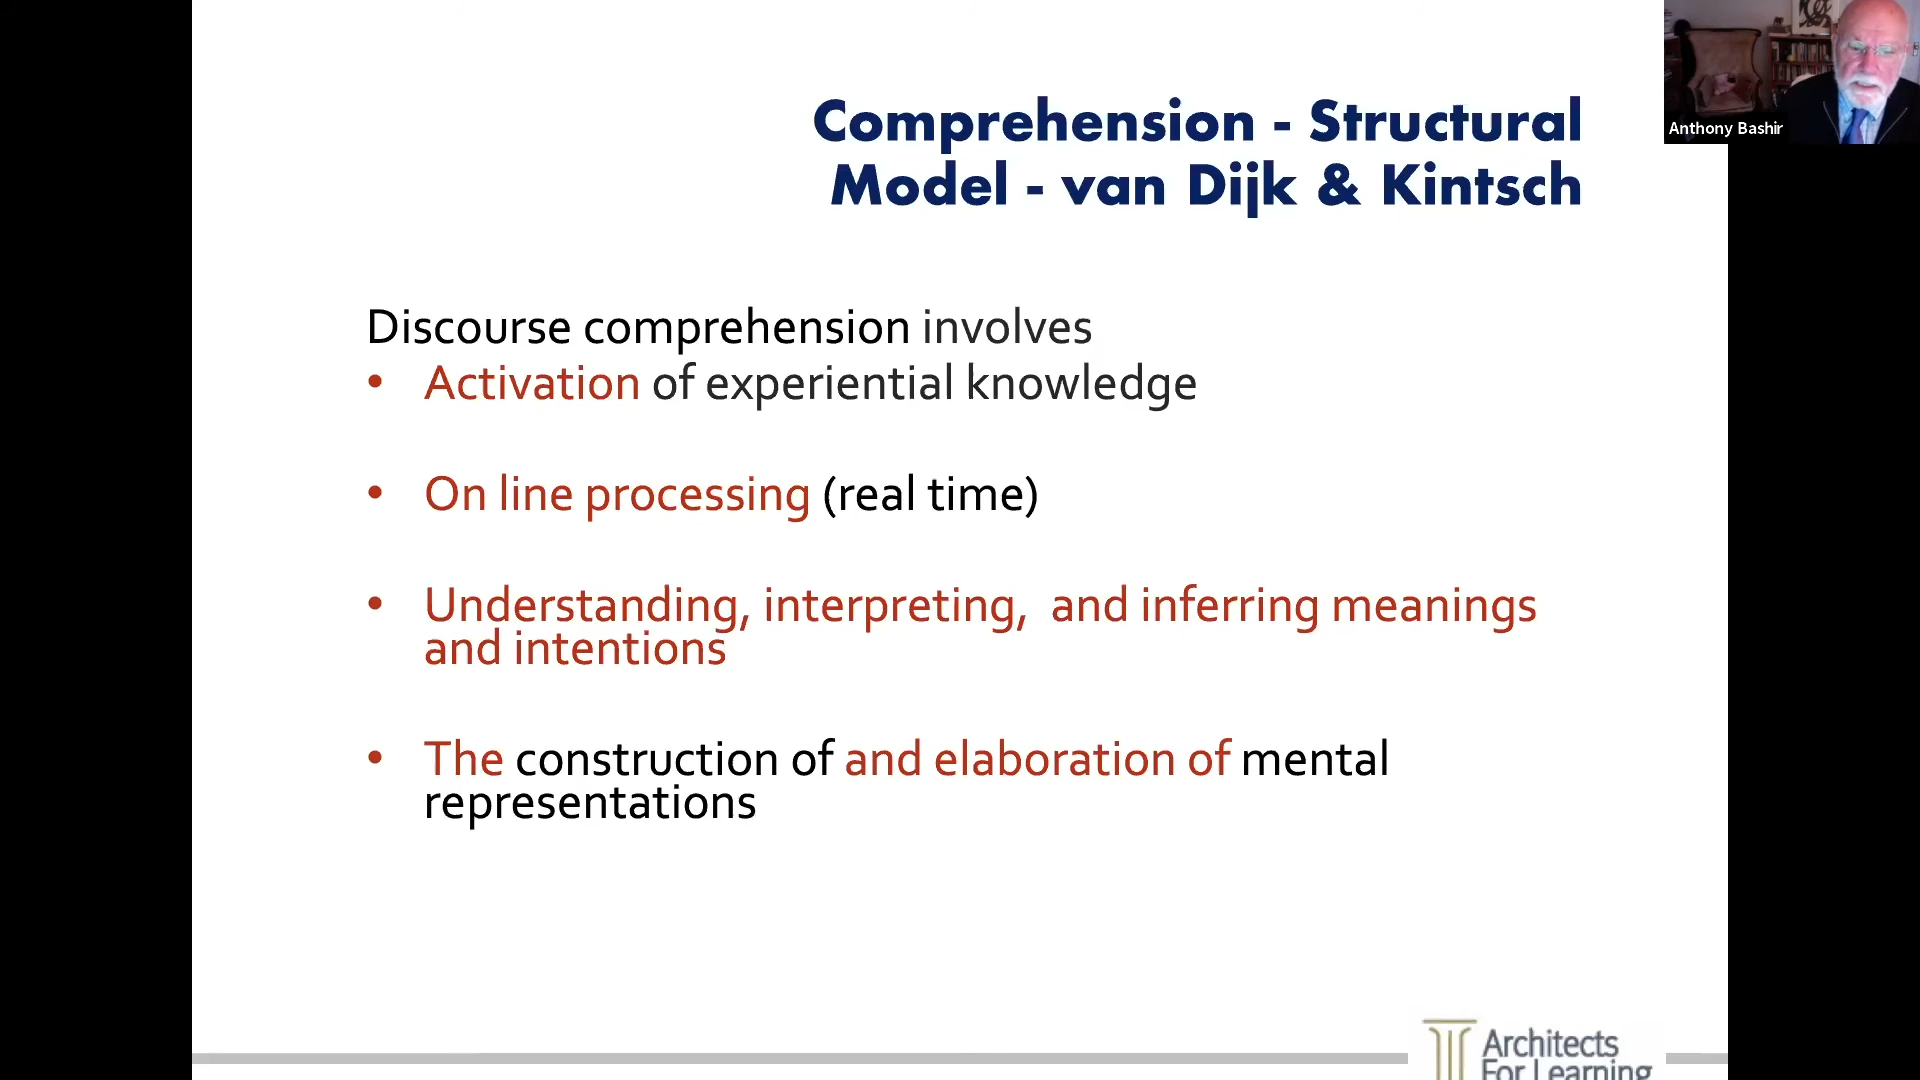 Comprehension - Structural
Model - van Dijk & Kintsch
Anthony Bashir
Discourse comprehension involves
• Activation of experiential knowledge
• On line processing (real time)
• Understanding, interpreting,  and inferring meanings
and intentions
• The construction of and elaboration of mental
representations
Architects
For Learning